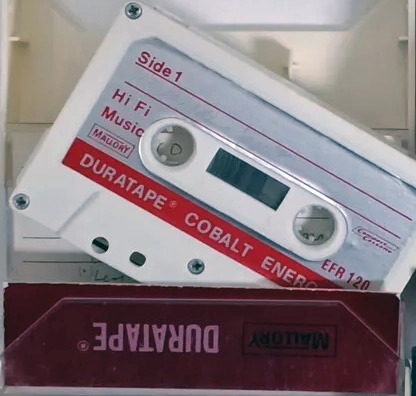 Side 1
Hi Fi
Music
MALLORY
DURATAPE® COBALT ENERG
EFR 120
DURATAPE®
MALLORY